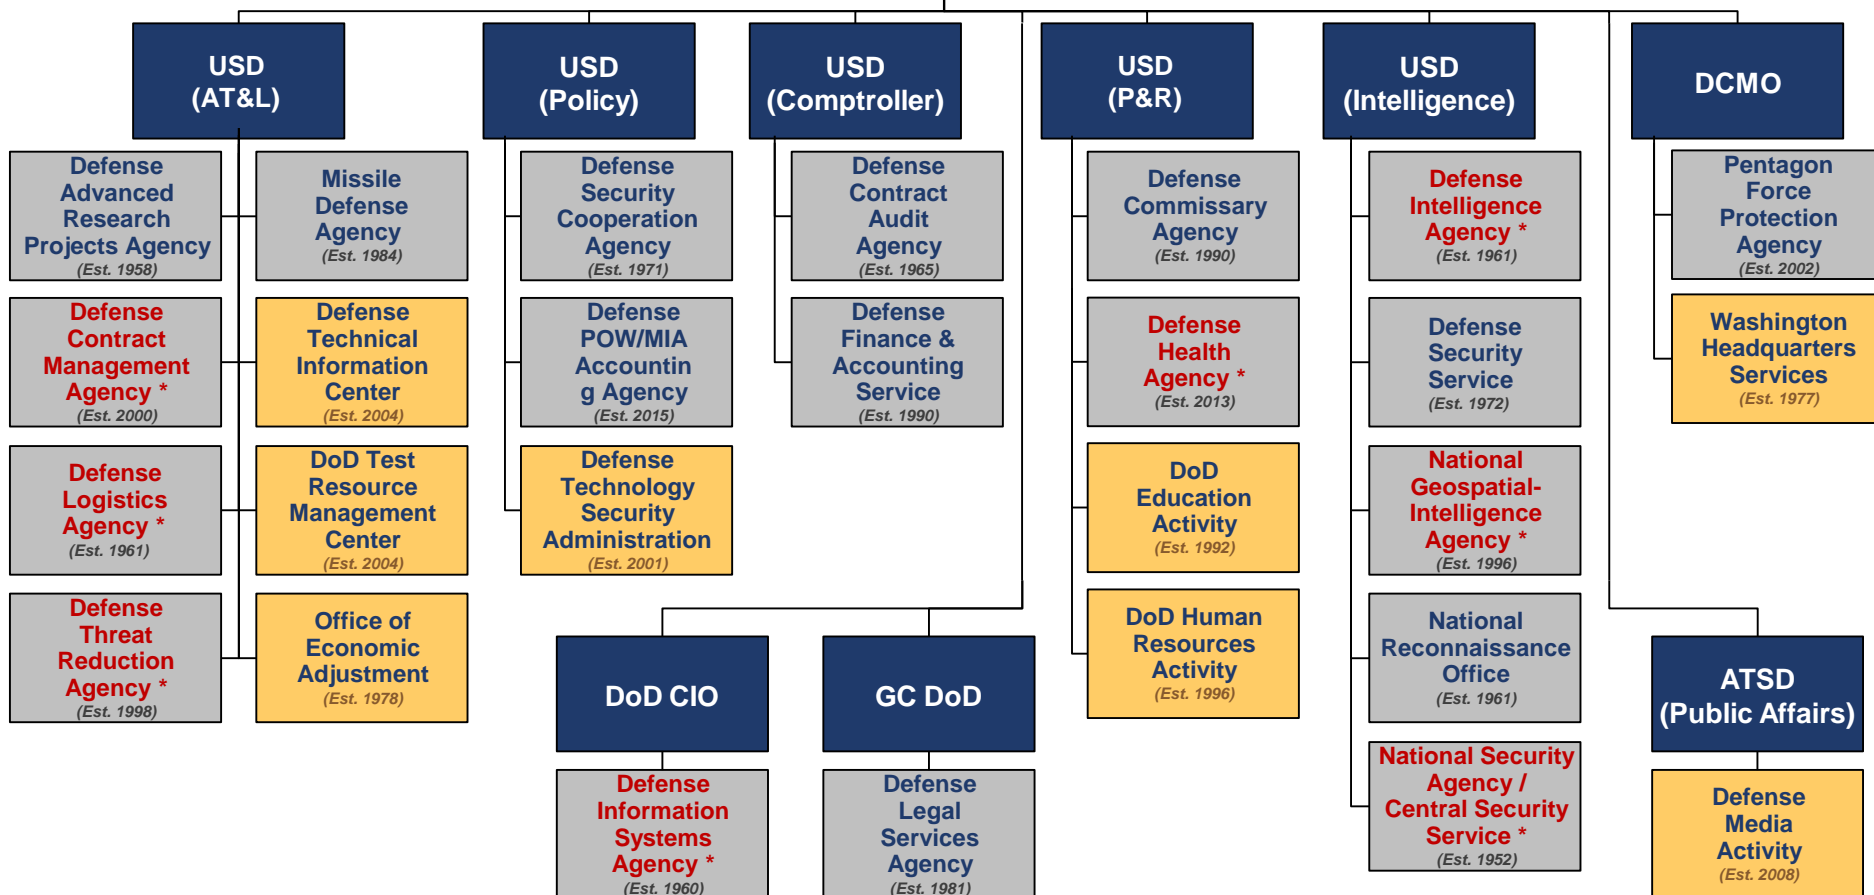 USD
(AT&L)
Defense
Advanced
Research
Projects Agency
(Est. 1958)
Missile
Defense
Agency
(Est. 1984)
Defense
Contract
Management
Agency *
(Est. 2000)
Defense
Technical
Information
Center
(Est. 2004)
Defense
Logistics
Agency *
(Est. 1961)
DoD Test
Resource
Management
Center
(Est. 2004)
Defense
Threat
Reduction
Agency *
(Est. 1998)
Office of
Economic
Adjustment
(Est. 1978)
USD
(Policy)
Defense
Security
Cooperation
Agency
(Est. 1971)
Defense
POW/MIA
Accountin
g Agency
(Est. 2015)
Defense
Technology
Security
Administration
(Est. 2001)
USD
(Comptroller)
Defense
Contract
Audit
Agency
(Est. 1965)
Defense
Finance &
Accounting
Service
(Est. 1990)
DoD CIO
Defense
Information
Systems
Agency *
(Est. 1960)
GC DoD
Defense
Legal
Services
Agency
(Est. 1981)
USD
(P&R)
Defense
Commissary
Agency
(Est. 1990)
Defense
Health
Agency *
(Est. 2013)
DoD
Education
Activity
(Est. 1992)
DoD Human
Resources
Activity
(Est. 1996)
USD
(Intelligence)
Defense
Intelligence
Agency *
(Est. 1961)
Defense
Security
Service
(Est. 1972)
National
Geospatial-
Intelligence
Agency *
(Est. 1996)
National
Reconnaissance
Office
(Est. 1961)
National Security
Agency /
Central Security
Service *
(Est. 1952)
DCMO
Pentagon
Force
Protection
Agency
(Est. 2002)
Washington
Headquarters
Services
(Est. 1977)
ATSD
(Public Affairs)
Defense
Media
Activity
(Est. 2008)